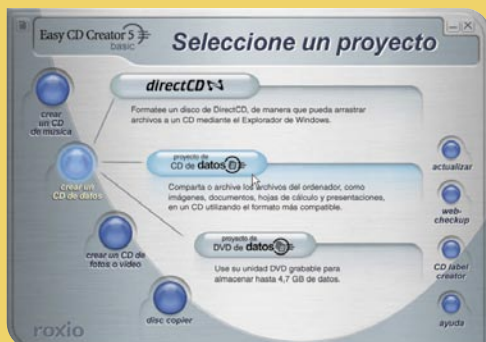 Easy CD Creator 5
basic
Seleccione un proyecto
directCD
Formatee un disco de DirectCD, de manera que pueda arrastrar
archivos a un CD mediante el Explorador de Windows.
crear
un CD
de musica
proyecto de
CD de datos
Comparta o archive los archivos del ordenador, como
imágenes, documentos, hojas de cálculo y presentaciones,
en un CD utilizando el formato más compatible.
crear un
CD de datos
proyecto de
DVD de datos
Use su unidad DVD grabable para
almacenar hasta 4,7 GB de datos.
crear un CD de
fotos o vídeo
disc copier
actualizar
web-
checkup
CD label
creator
ayuda
roxio